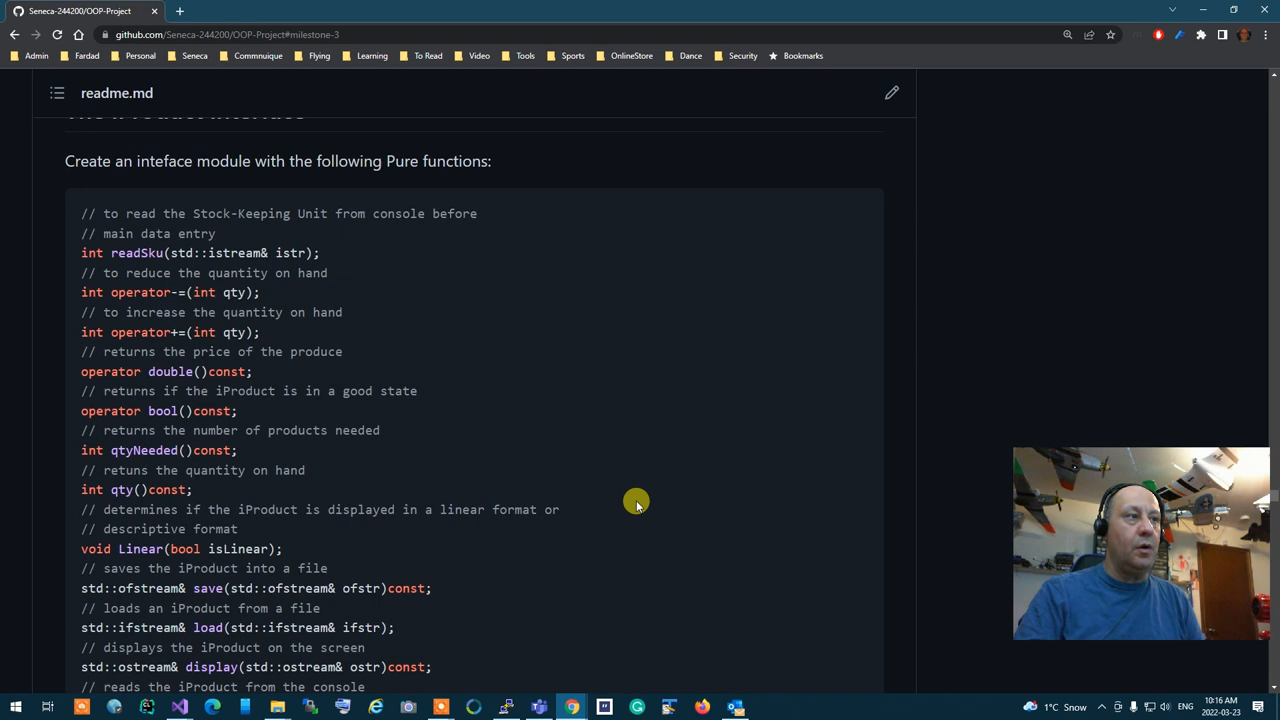 Seneca-244200/OOP-Project
github.com/Seneca-244200/OOP-Project#milestone-3
Admin Fardad Personal Seneca Commnuique Flying Learning To Read Video Tools Sports OnlineStore Dance Security Bookmarks
readme.md
The iProduct Interface
Create an inteface module with the following Pure functions:
// to read the Stock-Keeping Unit from console before
// main data entry
int readSku(std::istream& istr);
// to reduce the quantity on hand
int operator-=(int qty);
// to increase the quantity on hand
int operator+=(int qty);
// returns the price of the produce
operator double()const;
// returns if the iProduct is in a good state
operator bool()const;
// returns the number of products needed
int qtyNeeded()const;
// retuns the quantity on hand
int qty()const;
// determines if the iProduct is displayed in a linear format or
// descriptive format
void Linear(bool isLinear);
// saves the iProduct into a file
std::ofstream& save(std::ofstream& ofstr)const;
// loads an iProduct from a file
std::ifstream& load(std::ifstream& ifstr);
// displays the iProduct on the screen
std::ostream& display(std::ostream& ostr)const;
// reads the iProduct from the console
1°C Snow
ENG
10:16 AM
2022-03-23